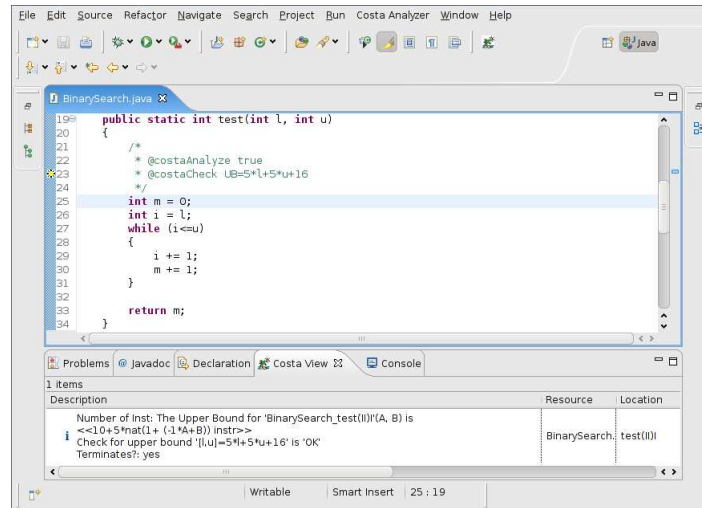 File Edit Source Refactor Navigate Search Project Run Costa Analyzer Window Help
Java
BinarySearch.java
19 public static int test(int l, int u)
20 {
21 /*
22 * @costaAnalyze true
23 * @costaCheck UB=5*l+5*u+16
24 */
25 int m = 0;
26 int i = l;
27 while (i<=u)
28 {
29 i += 1;
30 m += 1;
31 }
32
33 return m;
34 }
Problems @ Javadoc Declaration Costa View Console
1 items
Description Resource Location
Number of Inst: The Upper Bound for 'BinarySearch_test(II)I'(A, B) is
<<10+5*nat(1+ (-1*A+B)) instr>>
Check for upper bound '[l,u]=5*l+5*u+16' is 'OK'
Terminates?: yes
BinarySearch. test(II)I
Writable Smart Insert 25 : 19